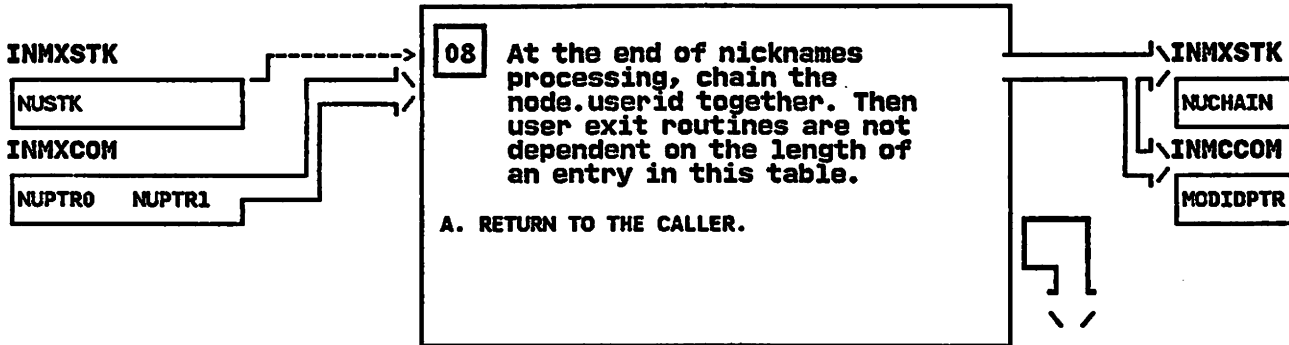 INMXSTK
NUSTK
INMXCOM
NUPTR0 NUPTR1
08 At the end of nicknames
processing, chain the
node.userid together. Then
user exit routines are not
dependent on the length of
an entry in this table.
A. RETURN TO THE CALLER.
INMXSTK
NUCHAIN
INMCCOM
MODIDPTR